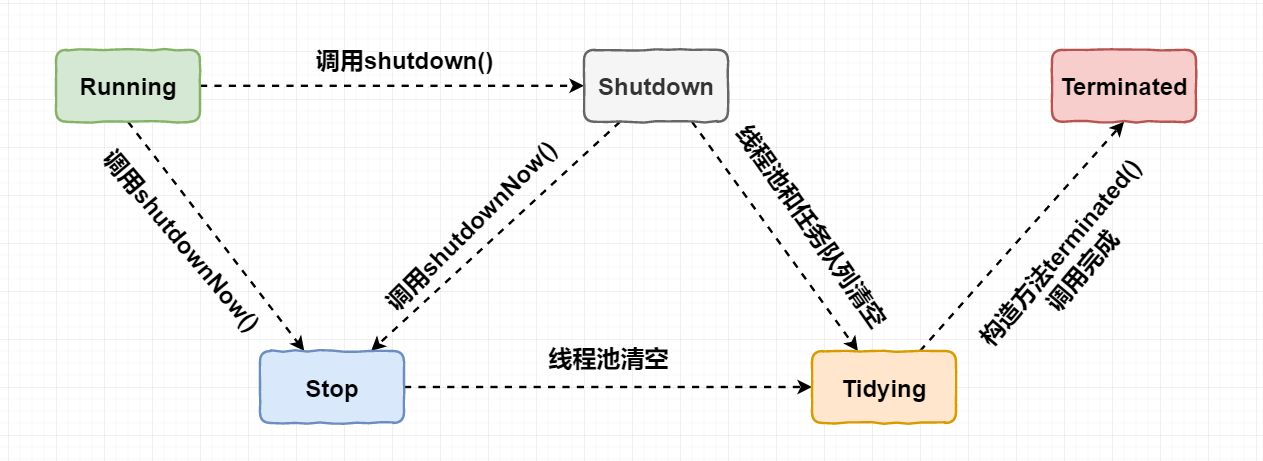 Running
调用shutdown()
Shutdown
Terminated
调用shutdownNow()
调用shutdownNow()
线程池和任务队列清空
构造方法terminated()
调用完成
Stop
线程池清空
Tidying